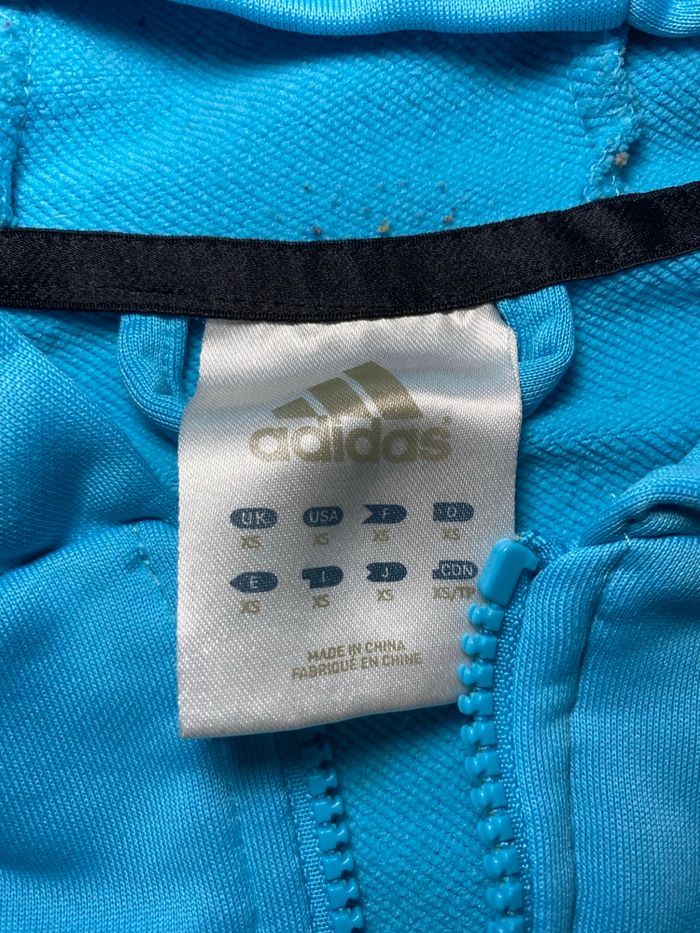 adidas
UK USA F D
XS XS XS XS
E I J CDN
XS XS XS XS/TP
MADE IN CHINA
FABRIQUÉ EN CHINE